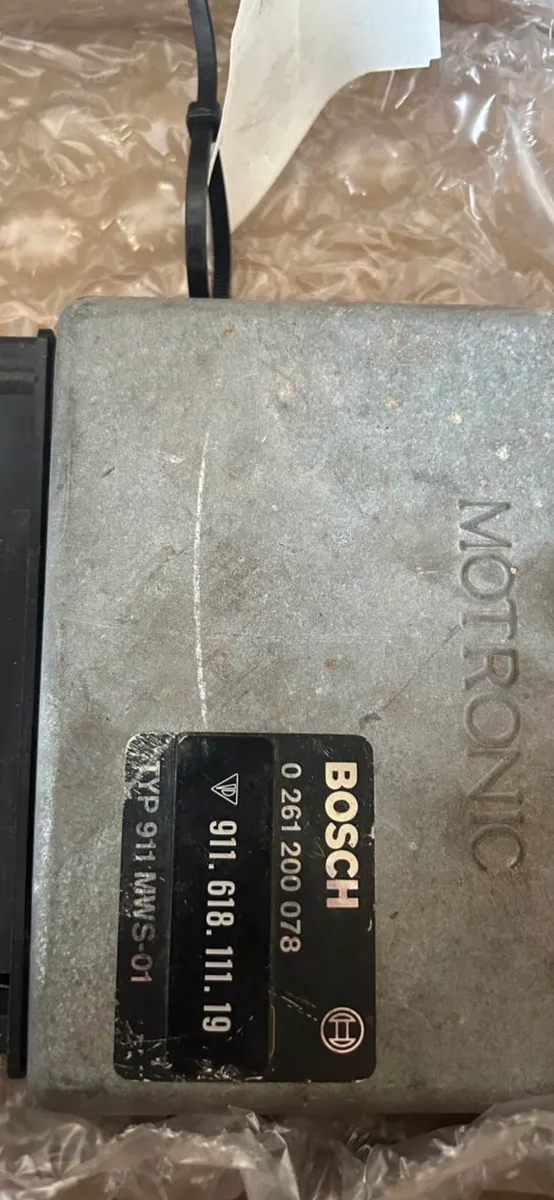 MOTRONIC
BOSCH
0 261 200 078
911. 618. 111. 19
TYP 911 MWS-01